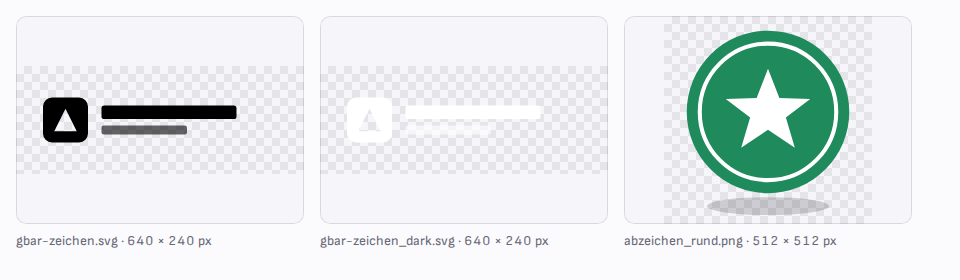 gbar-zeichen.svg · 640 × 240 px
gbar-zeichen_dark.svg · 640 × 240 px
abzeichen_rund.png · 512 × 512 px